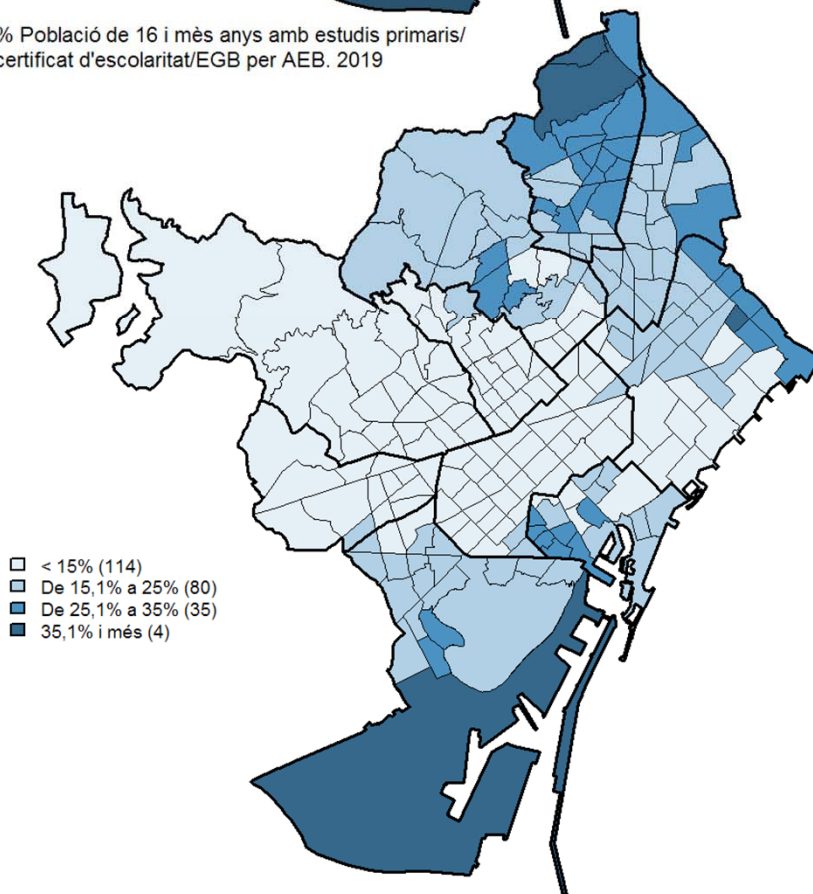 % Població de 16 i mès anys amb estudis primaris/
certificat d'escolaritat/EGB per AEB. 2019
< 15% (114)
De 15,1% a 25% (80)
De 25,1% a 35% (35)
35,1% i més (4)